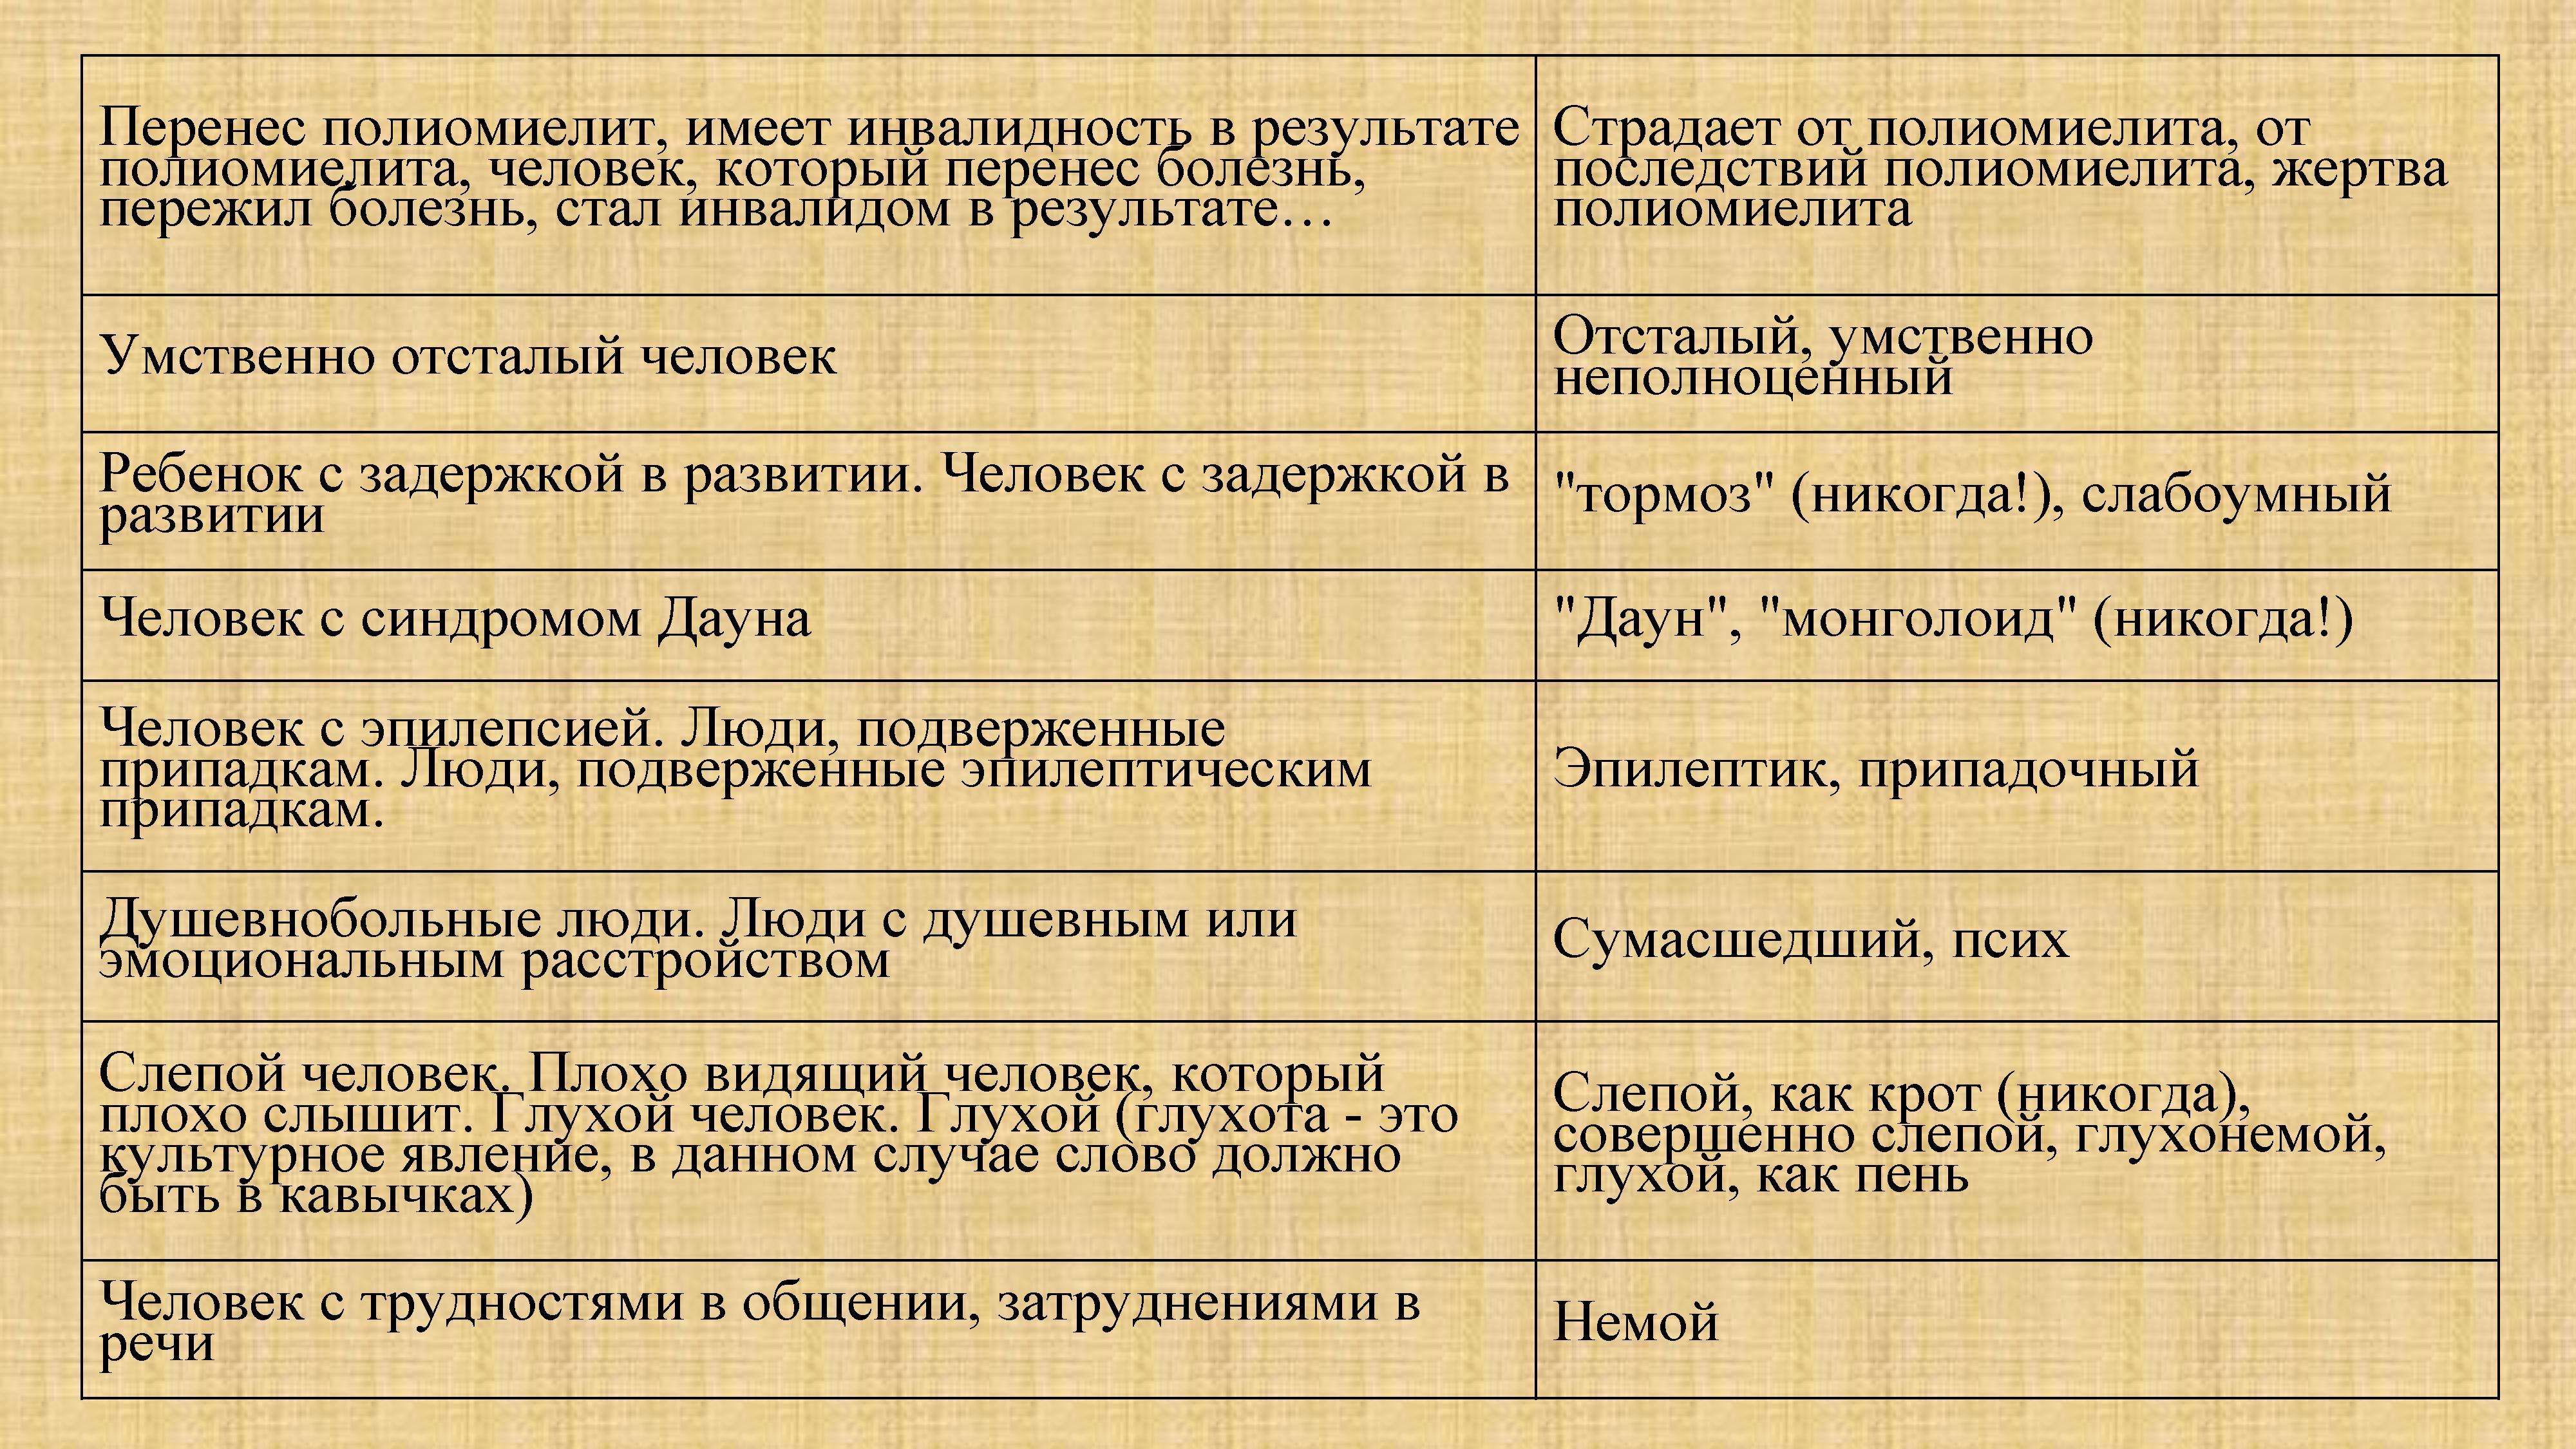 Перенес полиомиелит, имеет инвалидность в результате
полиомиелита, человек, который перенес болезнь,
пережил болезнь, стал инвалидом в результате…
Страдает от полиомиелита, от
последствий полиомиелита, жертва
полиомиелита
Умственно отсталый человек
Отсталый, умственно
неполноценный
Ребенок с задержкой в развитии. Человек с задержкой в
развитии
"тормоз" (никогда!), слабоумный
Человек с синдромом Дауна
"Даун", "монголоид" (никогда!)
Человек с эпилепсией. Люди, подверженные
припадкам. Люди, подверженные эпилептическим
припадкам.
Эпилептик, припадочный
Душевнобольные люди. Люди с душевным или
эмоциональным расстройством
Сумасшедший, псих
Слепой человек. Плохо видящий человек, который
плохо слышит. Глухой человек. Глухой (глухота - это
культурное явление, в данном случае слово должно
быть в кавычках)
Слепой, как крот (никогда),
совершенно слепой, глухонемой,
глухой, как пень
Человек с трудностями в общении, затруднениями в
речи
Немой